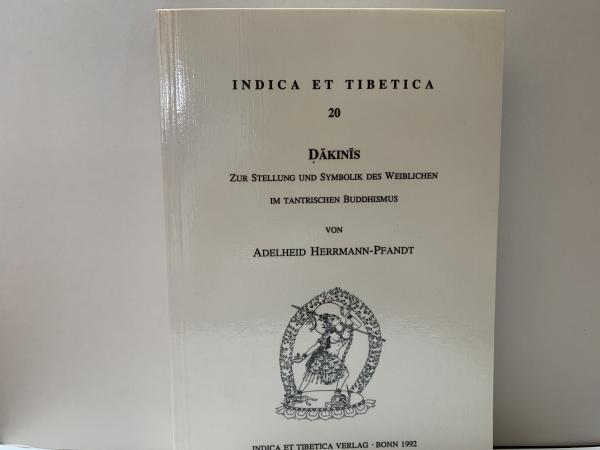 INDICA ET TIBETICA
20
ḌĀKINĪS
ZUR STELLUNG UND SYMBOLIK DES WEIBLICHEN
IM TANTRISCHEN BUDDHISMUS
VON
ADELHEID HERRMANN-PFANDT
INDICA ET TIBETICA VERLAG · BONN 1992